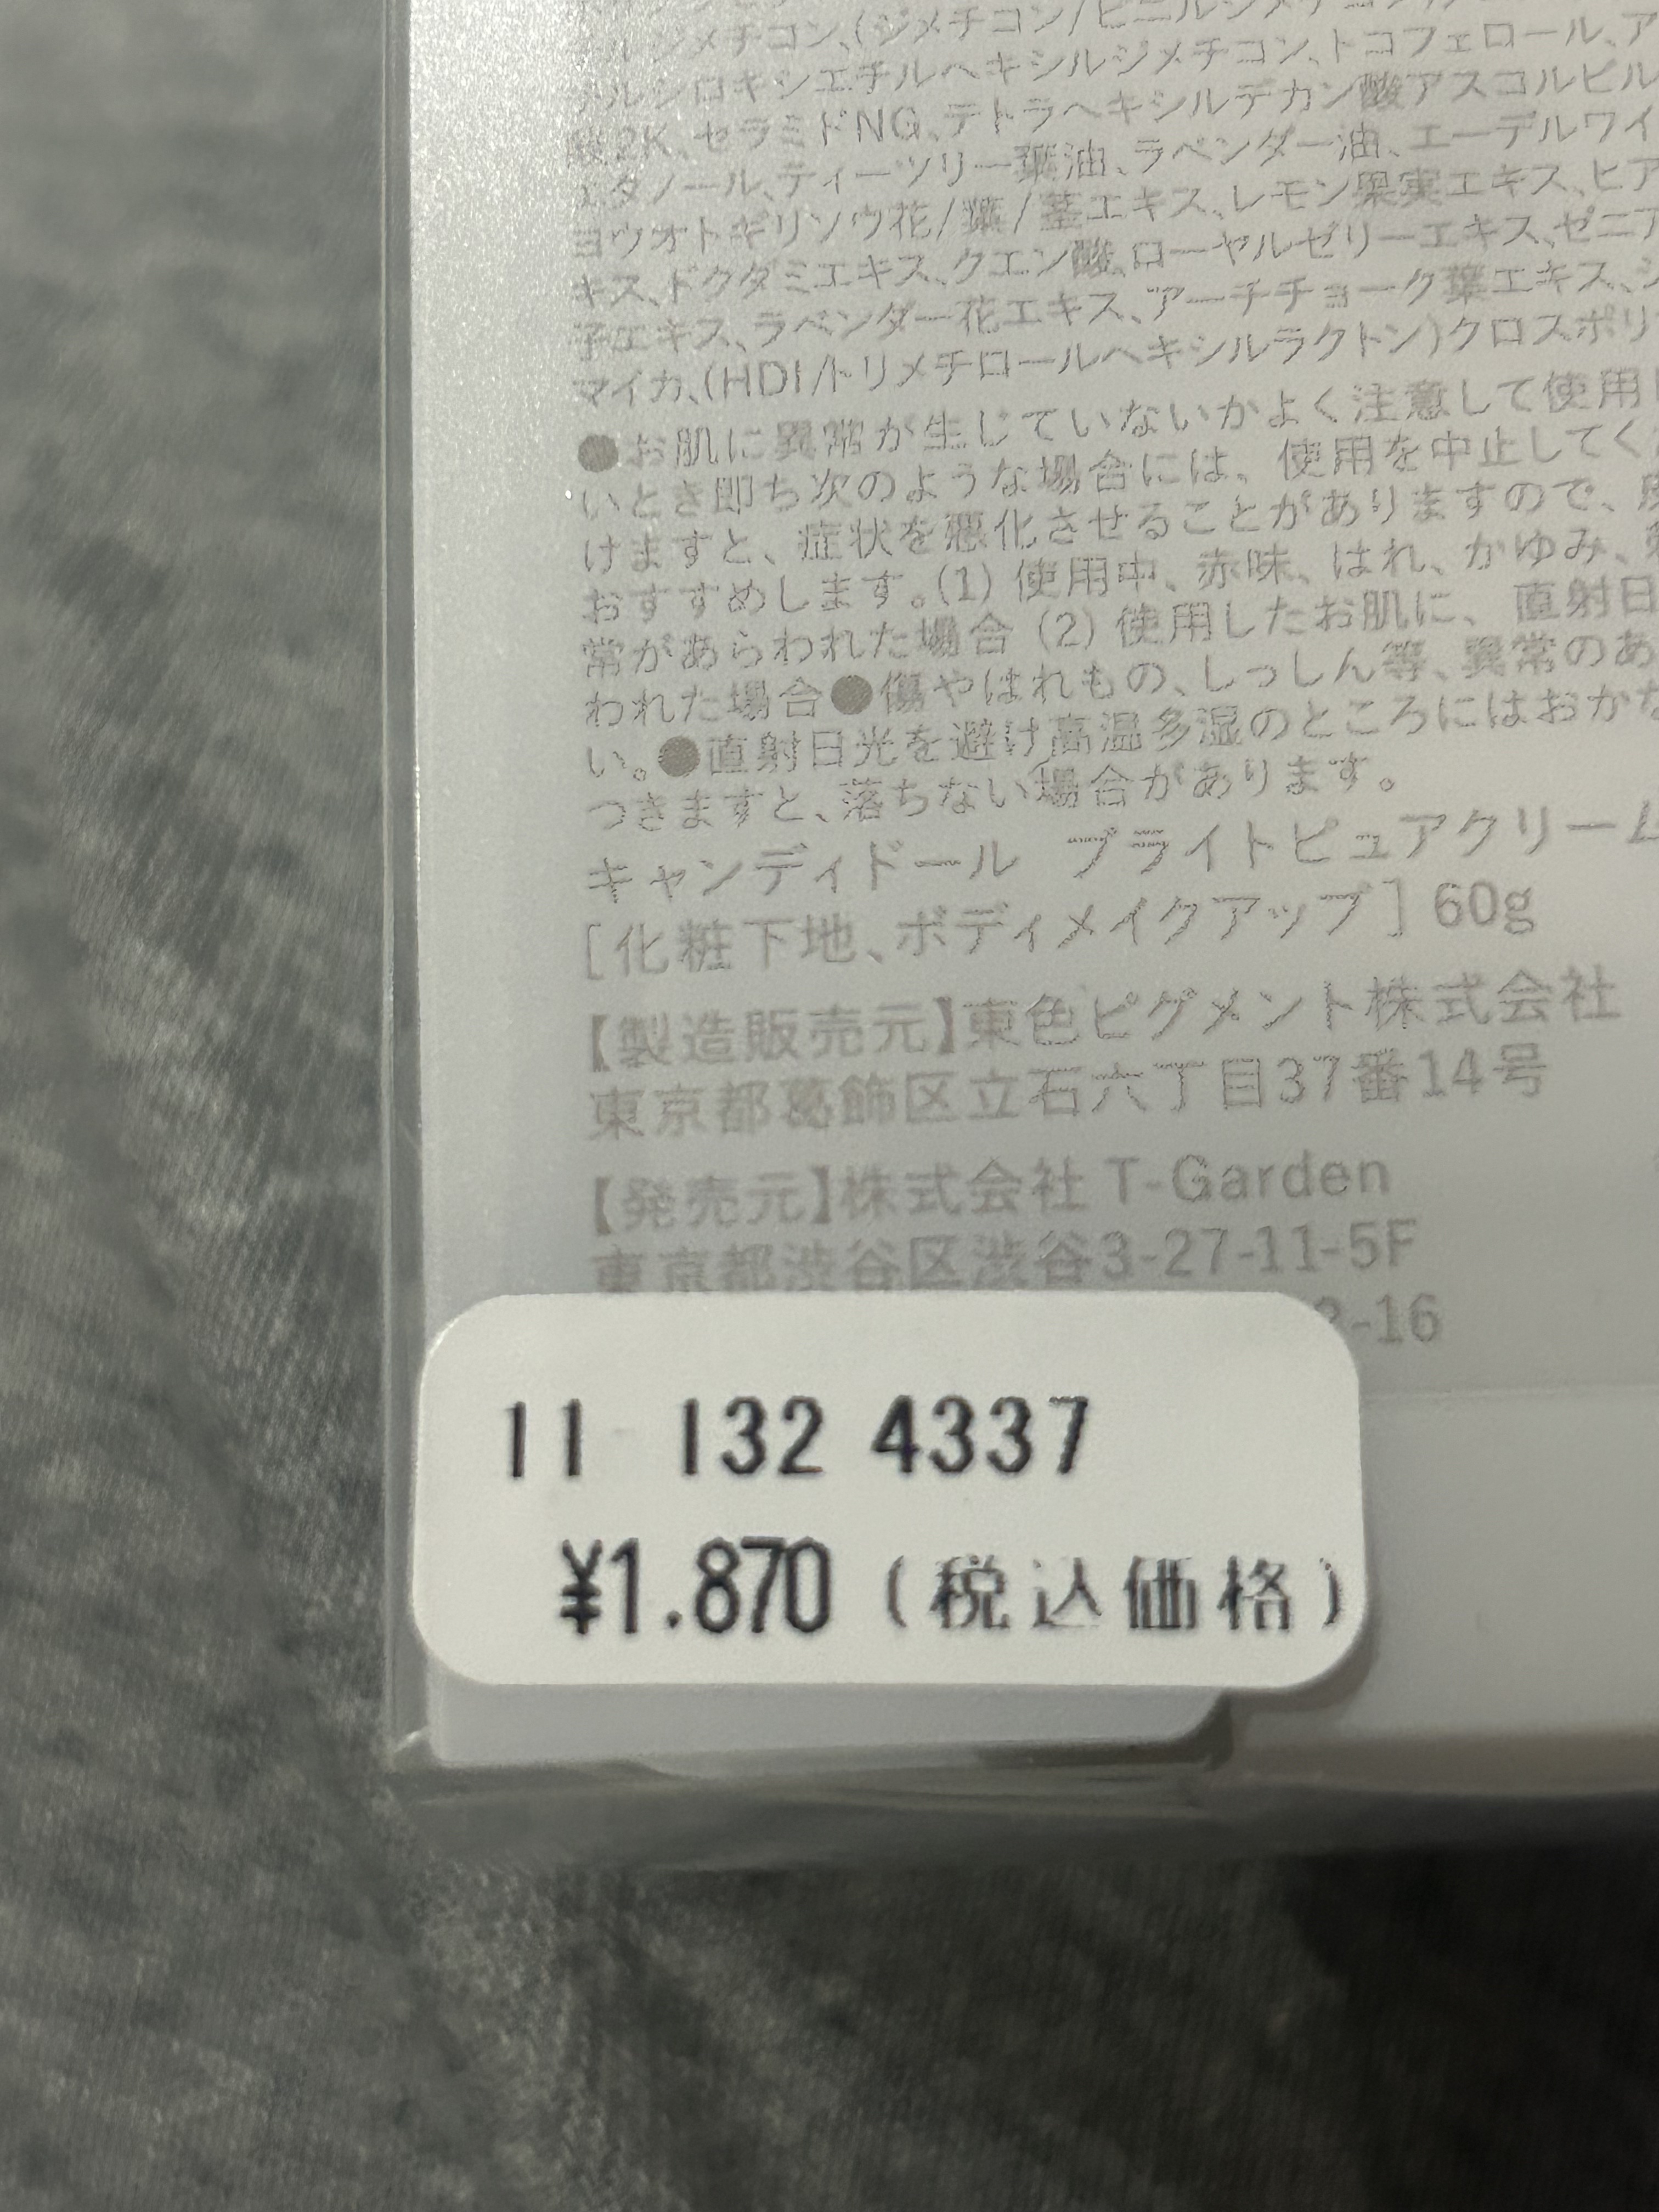 ジメチコン、(ジメチコン/ビニルジメチコン
シロキシエチルヘキシルジメチコン、トコフェロール、ア
酸2K、セラミドNG、テトラヘキシルデカン酸アスコルビル
エタノール、ティーツリー葉油、ラベンダー油、エーデルワイ
ヨウオトギリソウ花/葉/茎エキス、レモン果実エキス、ヒア
キス、ドクダミエキス、クエン酸、ローヤルゼリーエキス、ゼニア
子エキス、ラベンダー花エキス、アーチチョーク葉エキス、シ
マイカ、(HDI/トリメチロールヘキシルラクトン)クロスポリ
●お肌に異常が生じていないかよく注意して使用し
いとき即ち次のような場合には、使用を中止してく
けますと、症状を悪化させることがありますので、
おすすめします。(1) 使用中、赤味、はれ、かゆみ、
常があらわれた場合 (2) 使用したお肌に、直射日
われた場合●傷やはれもの、しっしん等、異常のあ
い。●直射日光を避け高温多湿のところにはおかな
つきますと、落ちない場合があります。
キャンディドール ブライトピュアクリーム
[化粧下地、ボディメイクアップ] 60g
【製造販売元】東色ピグメント株式会社
東京都葛飾区立石六丁目37番14号
【発売元】株式会社 T-Garden
東京都渋谷区渋谷3-27-11-5F
-16
11 132 4337
¥1.870 (税込価格)